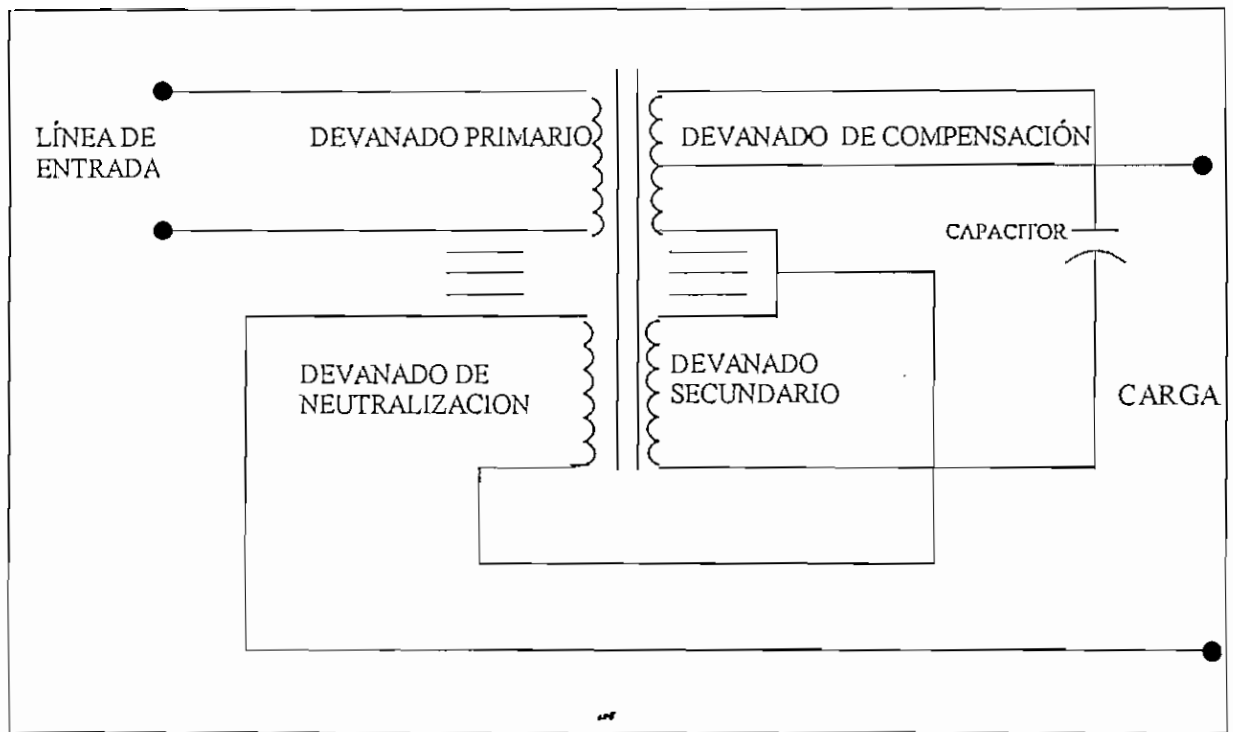 LÍNEA DE
ENTRADA
DEVANADO PRIMARIO
DEVANADO DE COMPENSACIÓN
CAPACITOR
DEVANADO DE
NEUTRALIZACION
DEVANADO
SECUNDARIO
CARGA